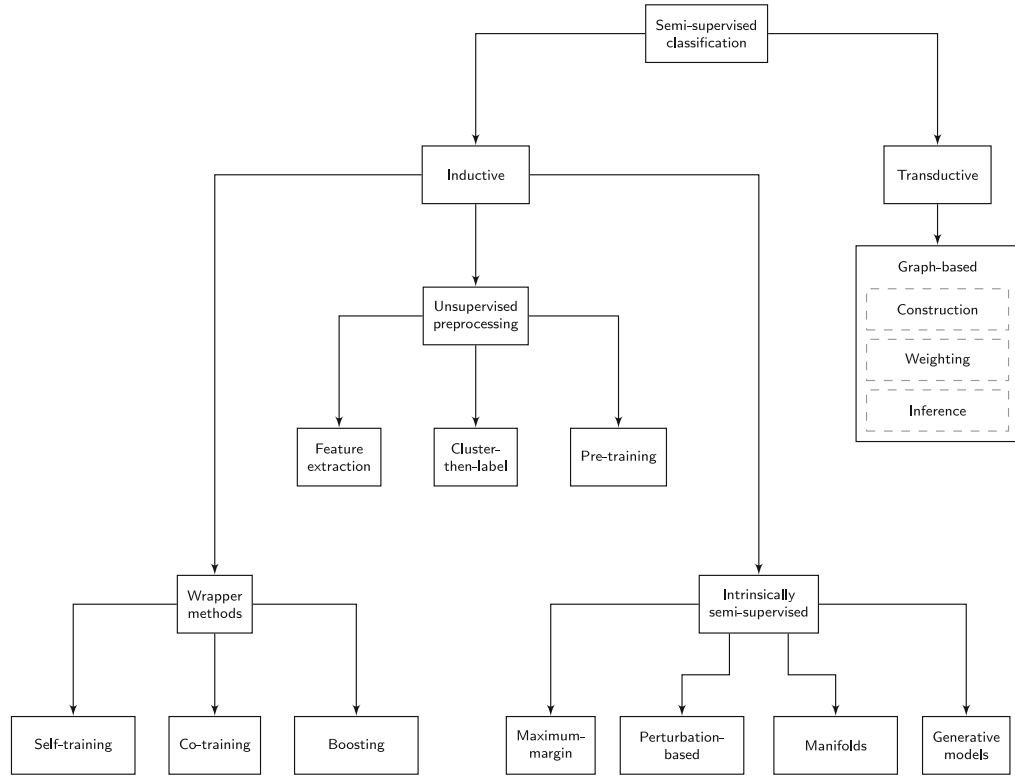 Semi-supervised
classification
Inductive
Transductive
Graph-based
Construction
Weighting
Inference
Unsupervised
preprocessing
Feature
extraction
Cluster-
then-label
Pre-training
Wrapper
methods
Intrinsically
semi-supervised
Self-training
Co-training
Boosting
Maximum-
margin
Perturbation-
based
Manifolds
Generative
models